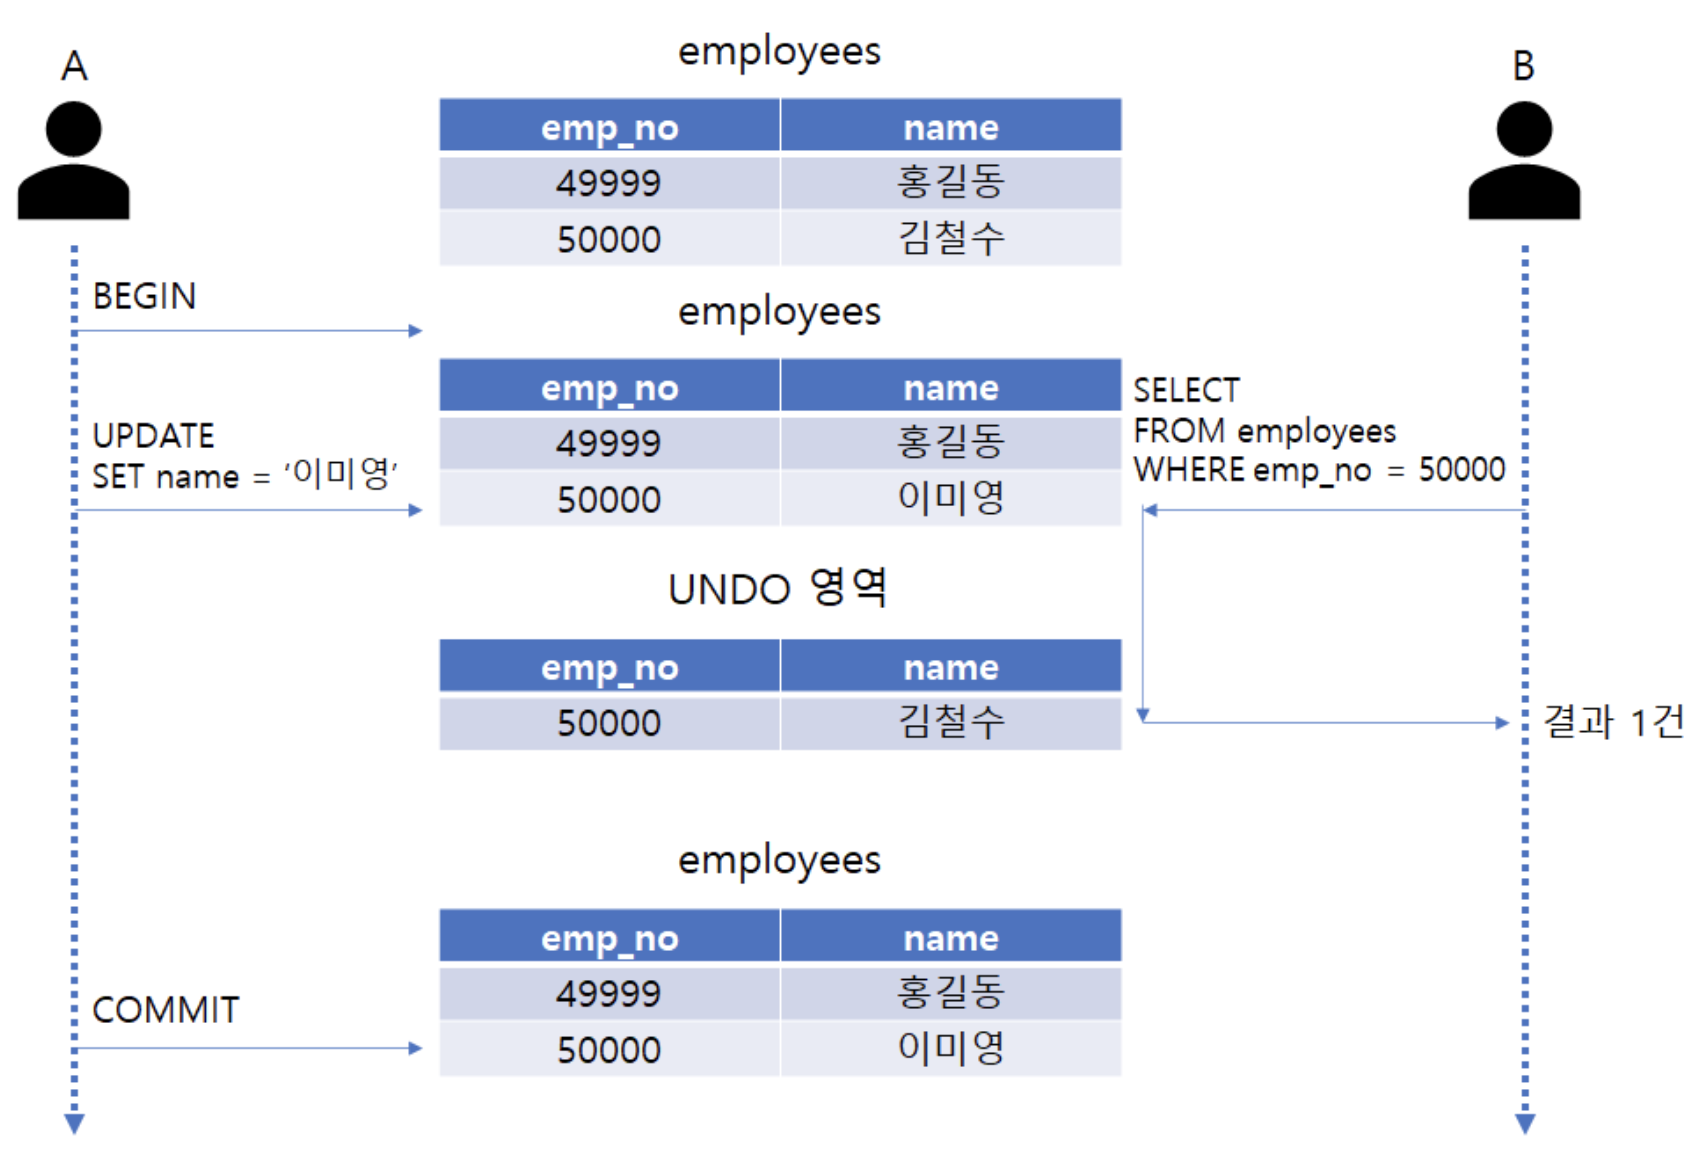 A
employees
B
emp_no name
49999 홍길동
50000 김철수
BEGIN
employees
emp_no name
49999 홍길동
50000 이미영
UPDATE
SET name = ‘이미영’
SELECT
FROM employees
WHERE emp_no = 50000
UNDO 영역
emp_no name
50000 김철수
결과 1건
employees
emp_no name
49999 홍길동
50000 이미영
COMMIT